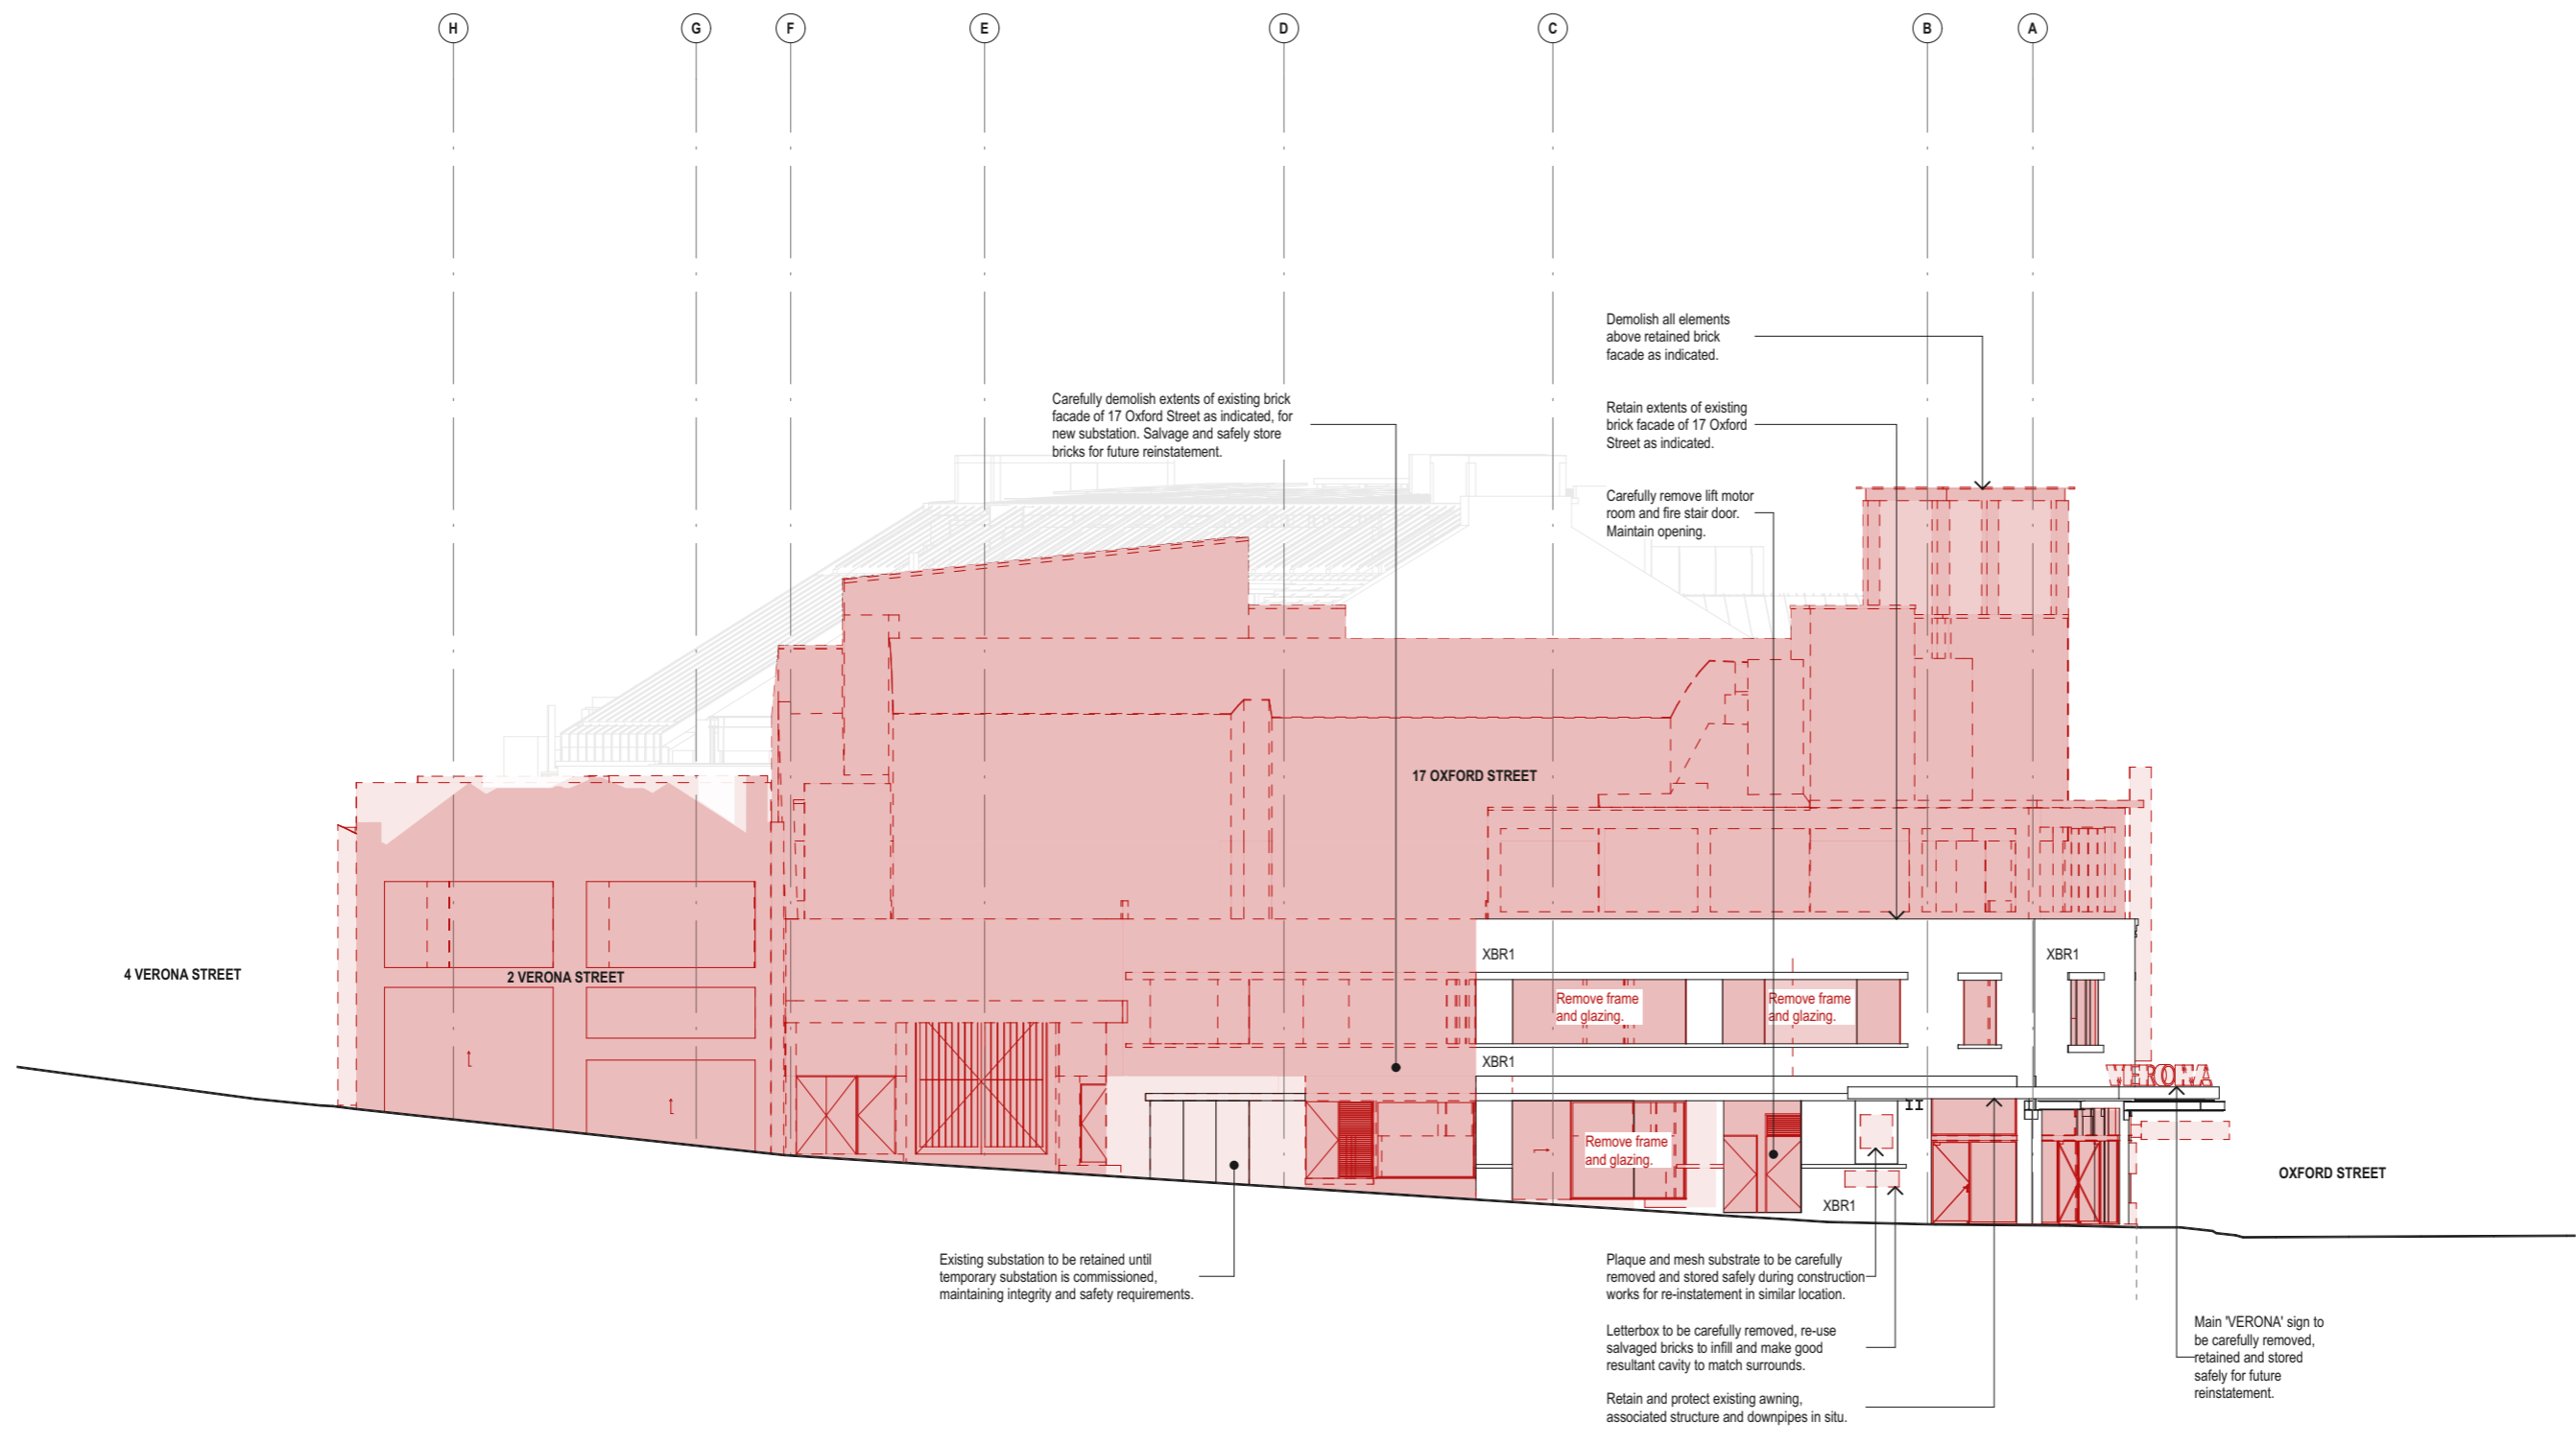 H
G
F
E
D
C
B
A
Demolish all elements
above retained brick
facade as indicated.
Carefully demolish extents of existing brick
facade of 17 Oxford Street as indicated, for
new substation. Salvage and safely store
bricks for future reinstatement.
Retain extents of existing
brick facade of 17 Oxford
Street as indicated.
Carefully remove lift motor
room and fire stair door.
Maintain opening.
17 OXFORD STREET
4 VERONA STREET
2 VERONA STREET
XBR1
XBR1
Remove frame
and glazing.
Remove frame
and glazing.
XBR1
VERONA
Remove frame
and glazing.
XBR1
OXFORD STREET
Existing substation to be retained until
temporary substation is commissioned,
maintaining integrity and safety requirements.
Plaque and mesh substrate to be carefully
removed and stored safely during construction
works for re-instatement in similar location.
Letterbox to be carefully removed, re-use
salvaged bricks to infill and make good
resultant cavity to match surrounds.
Retain and protect existing awning,
associated structure and downpipes in situ.
Main 'VERONA' sign to
be carefully removed,
retained and stored
safely for future
reinstatement.